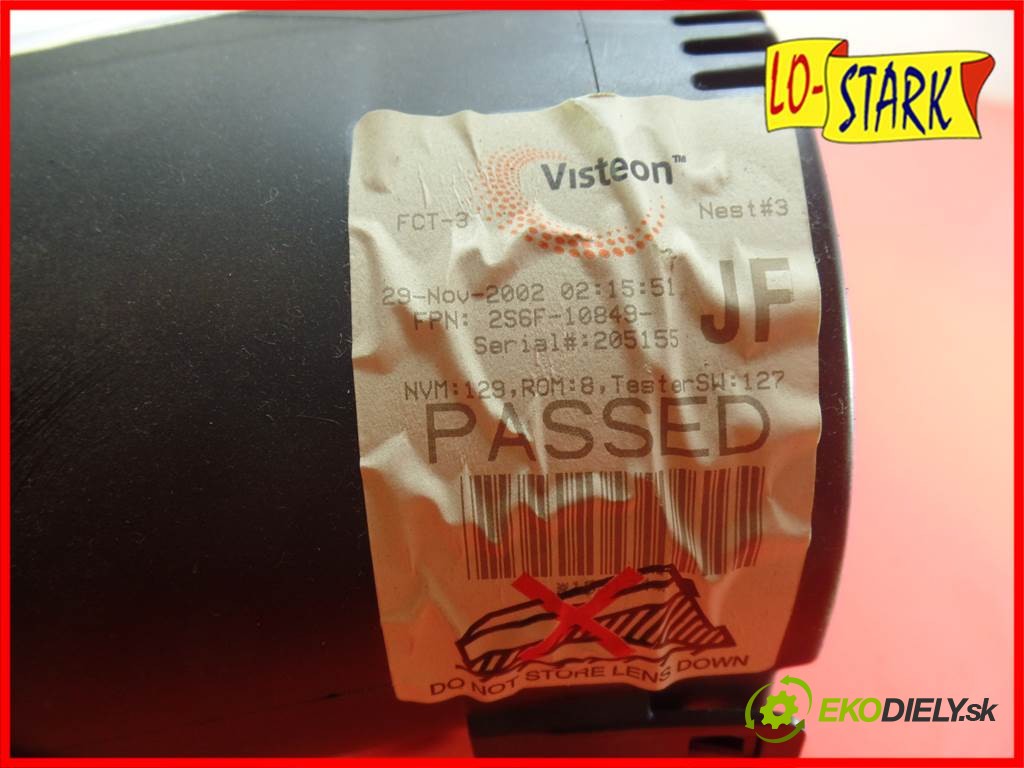 LO-STARK
Visteon™
FCT-3 Nest#3
29-Nov-2002 02:15:51
FPN: 2S6F-10849-
JF
Serial#:205155
NVM:129,ROM:8,TesterSW:127
PASSED
DO NOT STORE LENS DOWN
EKODIELY.sk